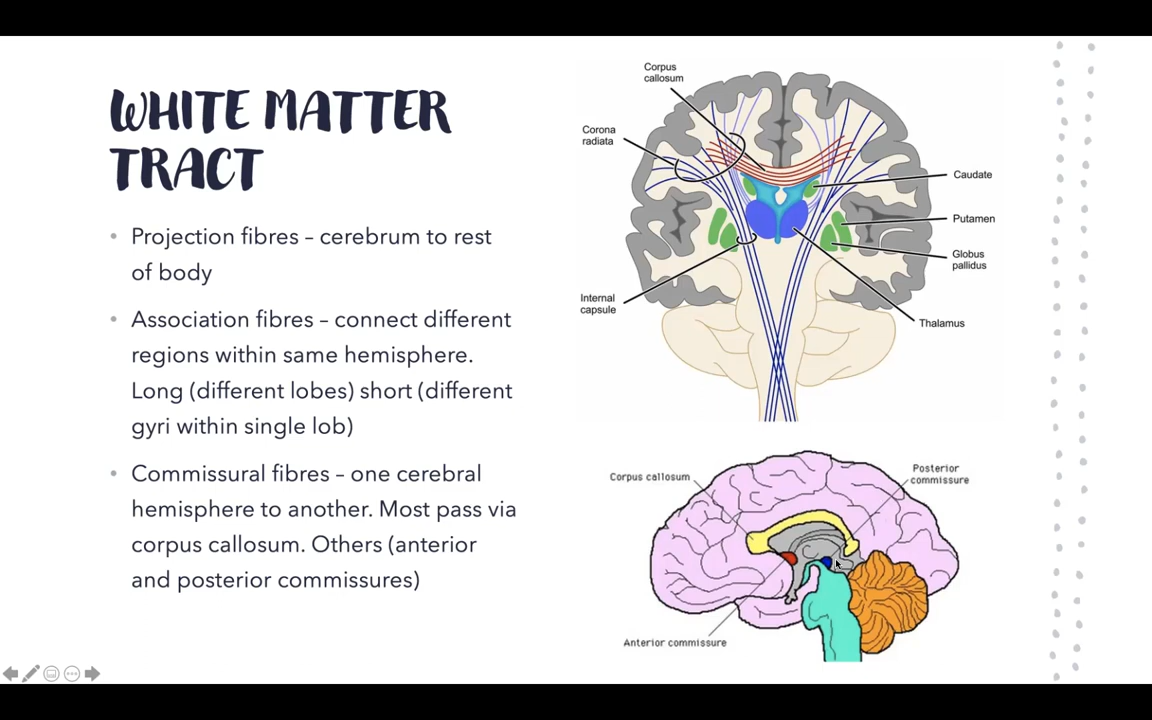 WHITE MATTER
TRACT
• Projection fibres – cerebrum to rest
of body
• Association fibres – connect different
regions within same hemisphere.
Long (different lobes) short (different
gyri within single lob)
• Commissural fibres – one cerebral
hemisphere to another. Most pass via
corpus callosum. Others (anterior
and posterior commissures)
Corpus
callosum
Corona
radiata
Caudate
Putamen
Globus
pallidus
Internal
capsule
Thalamus
Corpus callosum
Posterior
commissure
Anterior commissure